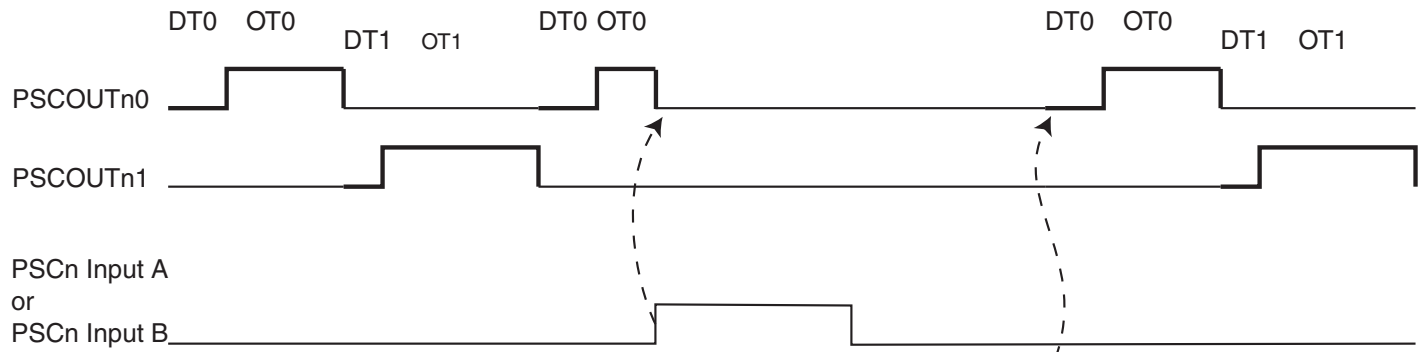 DT0 OT0 DT1 OT1 DT0 OT0 DT0 OT0 DT1 OT1
PSCOUTn0
PSCOUTn1
PSCn Input A
or
PSCn Input B